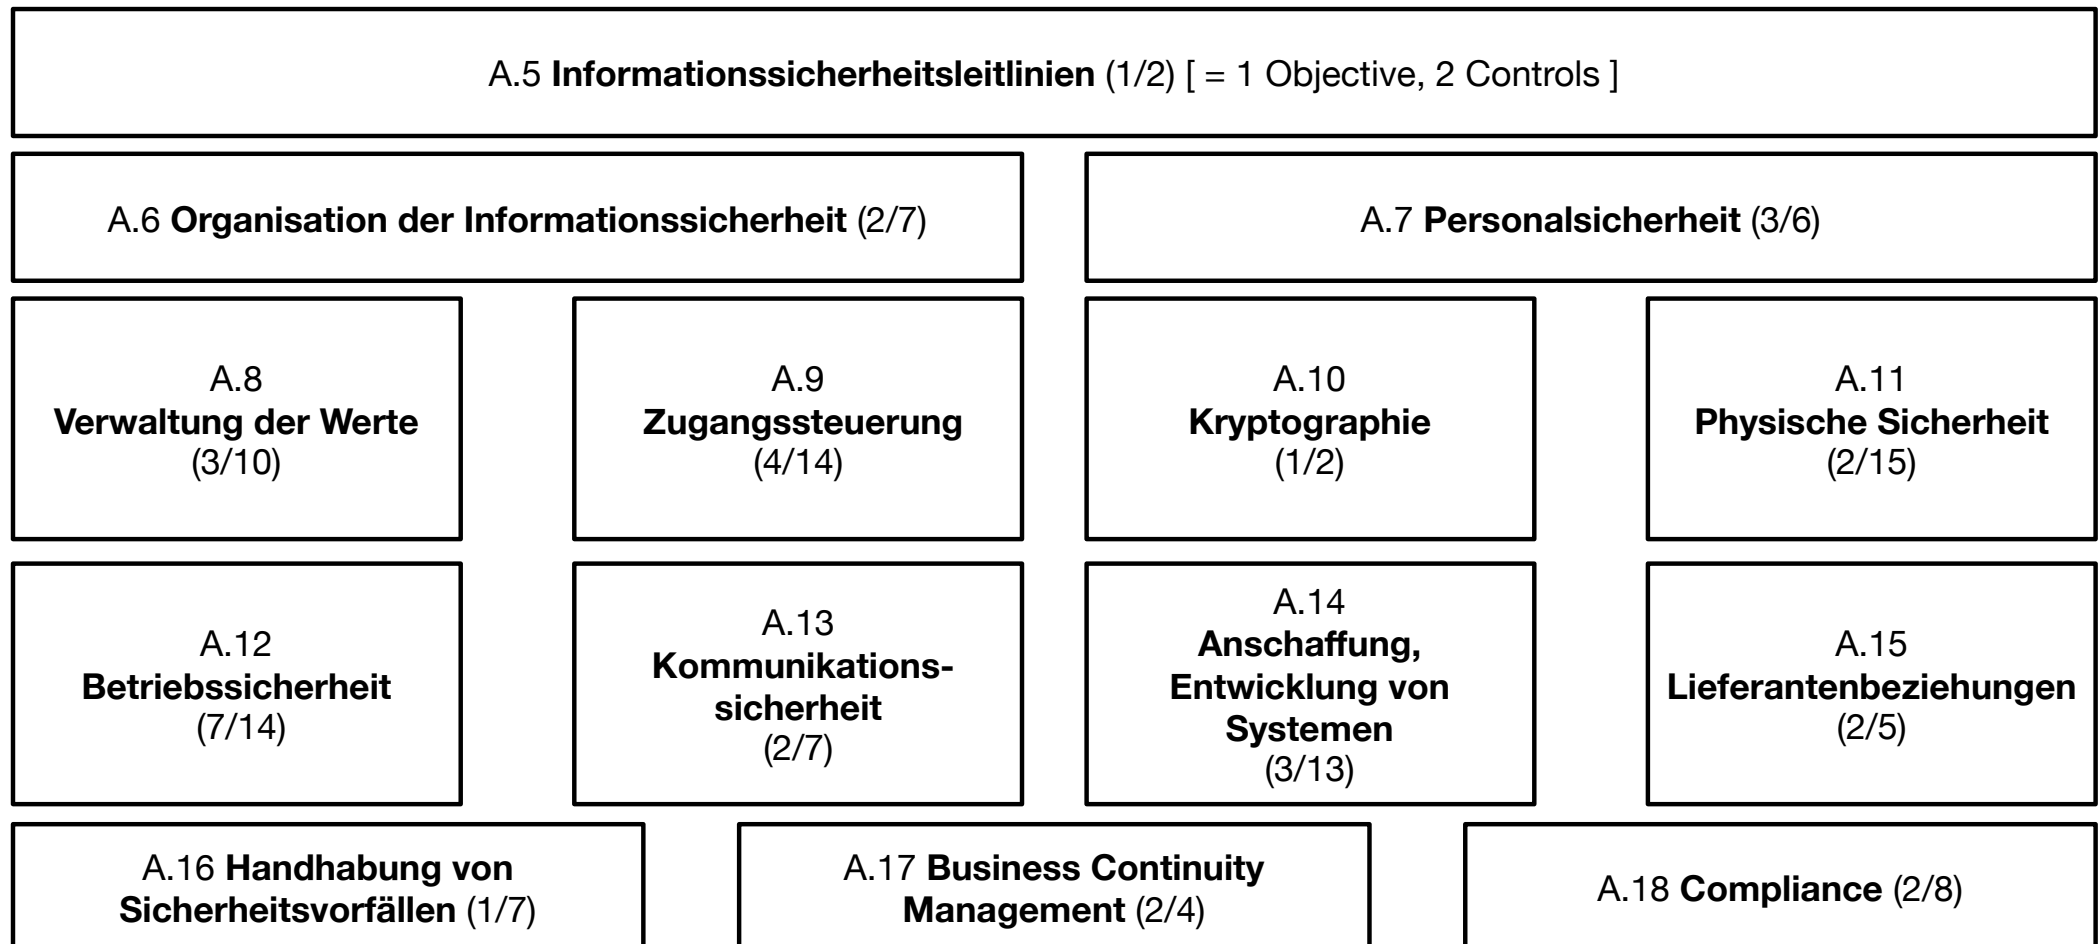 A.5 Informationssicherheitsleitlinien (1/2) [ = 1 Objective, 2 Controls ]
A.6 Organisation der Informationssicherheit (2/7)
A.7 Personalsicherheit (3/6)
A.8
Verwaltung der Werte
(3/10)
A.9
Zugangssteuerung
(4/14)
A.10
Kryptographie
(1/2)
A.11
Physische Sicherheit
(2/15)
A.12
Betriebssicherheit
(7/14)
A.13
Kommunikations-
sicherheit
(2/7)
A.14
Anschaffung,
Entwicklung von
Systemen
(3/13)
A.15
Lieferantenbeziehungen
(2/5)
A.16 Handhabung von
Sicherheitsvorfällen (1/7)
A.17 Business Continuity
Management (2/4)
A.18 Compliance (2/8)